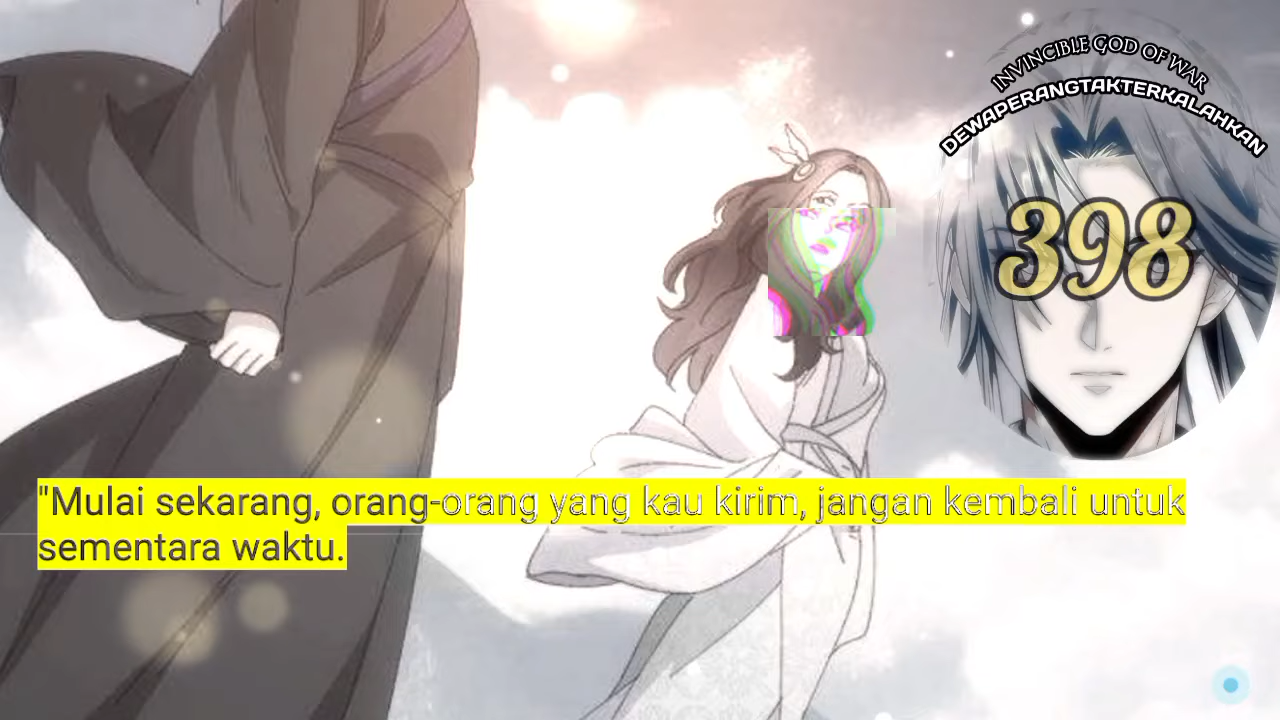 INVINCIBLE GOD OF WAR
DEWAPERANGTAKTERKALAHKAN
398
"Mulai sekarang, orang-orang yang kau kirim, jangan kembali untuk
sementara waktu.